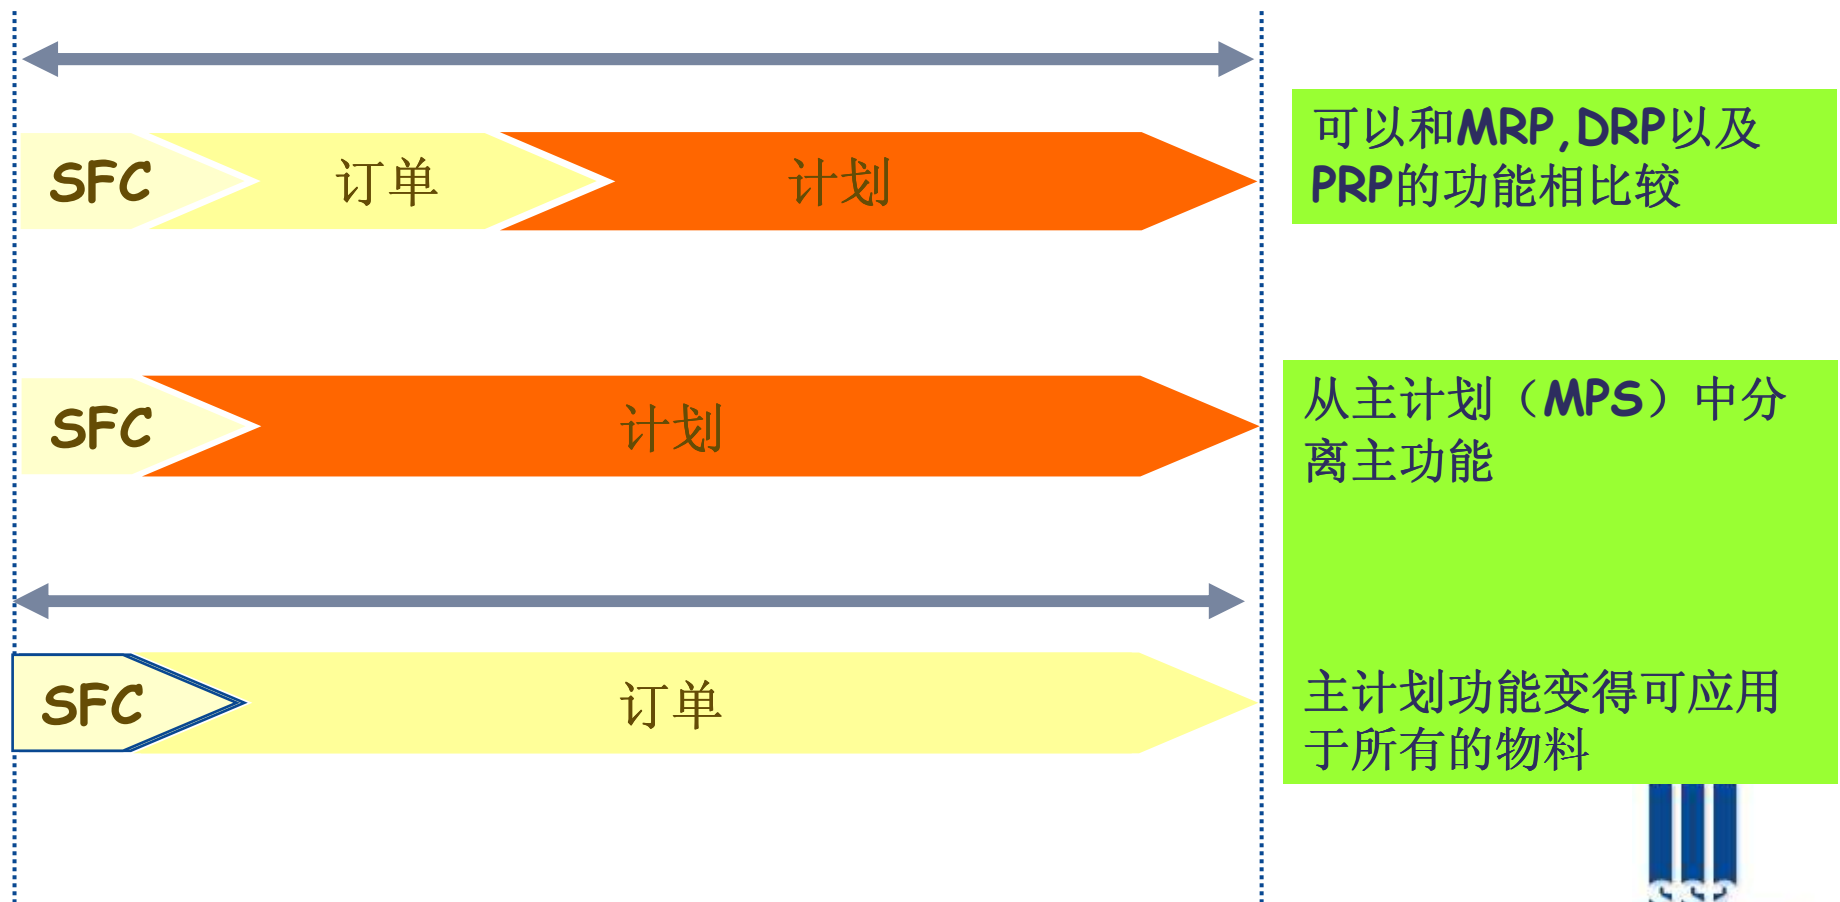 SFC 订单 计划
可以和MRP,DRP以及
PRP的功能相比较
SFC 计划
从主计划（MPS）中分
离主功能
SFC 订单
主计划功能变得可应用
于所有的物料